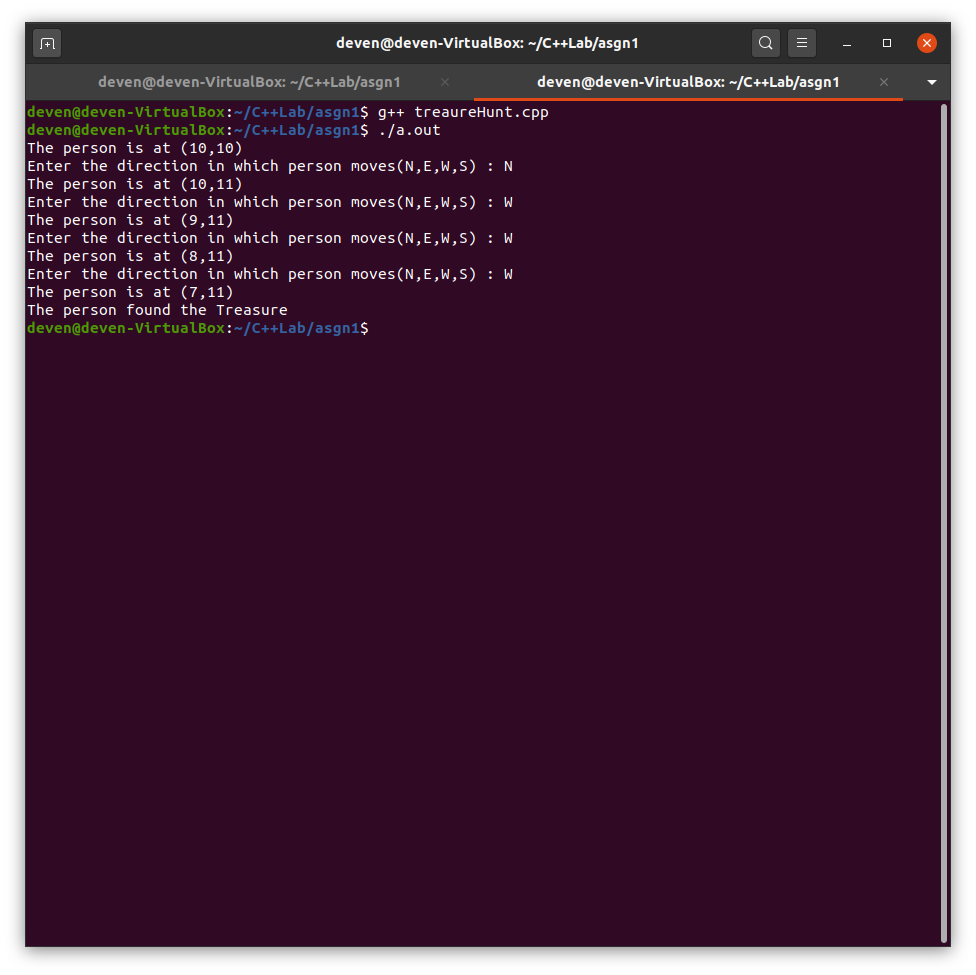 deven@deven-VirtualBox: ~/C++Lab/asgn1
deven@deven-VirtualBox: ~/C++Lab/asgn1
deven@deven-VirtualBox: ~/C++Lab/asgn1
deven@deven-VirtualBox:~/C++Lab/asgn1$ g++ treaureHunt.cpp
deven@deven-VirtualBox:~/C++Lab/asgn1$ ./a.out
The person is at (10,10)
Enter the direction in which person moves(N,E,W,S) : N
The person is at (10,11)
Enter the direction in which person moves(N,E,W,S) : W
The person is at (9,11)
Enter the direction in which person moves(N,E,W,S) : W
The person is at (8,11)
Enter the direction in which person moves(N,E,W,S) : W
The person is at (7,11)
The person found the Treasure
deven@deven-VirtualBox:~/C++Lab/asgn1$